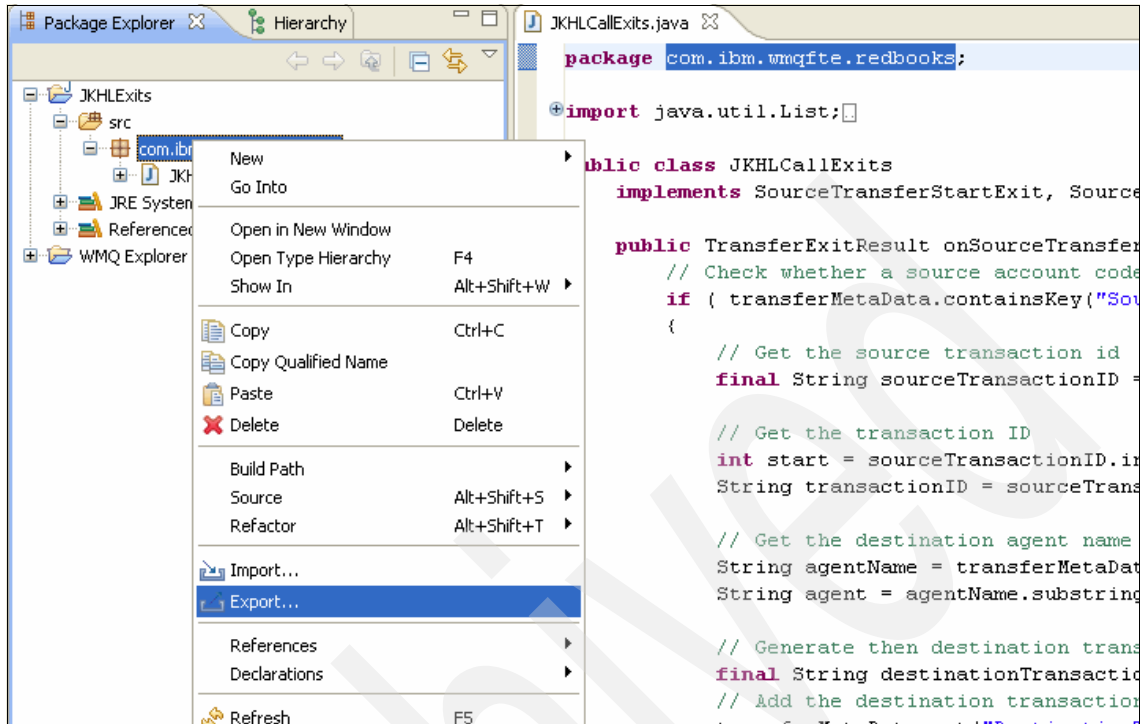 Package Explorer
Hierarchy
JKHLCallExits.java
JKHLExits
src
com.ib
JKH
JRE System
Referenced
WMQ Explorer
New
Go Into
Open in New Window
Open Type Hierarchy F4
Show In Alt+Shift+W
Copy Ctrl+C
Copy Qualified Name
Paste Ctrl+V
Delete Delete
Build Path
Source Alt+Shift+S
Refactor Alt+Shift+T
Import...
Export...
References
Declarations
Refresh F5
package com.ibm.wmqfte.redbooks;
import java.util.List;
ublic class JKHLCallExits
implements SourceTransferStartExit, Source
public TransferExitResult onSourceTransfer
// Check whether a source account code
if ( transferMetaData.containsKey("Sou
{
// Get the source transaction id
final String sourceTransactionID =
// Get the transaction ID
int start = sourceTransactionID.in
String transactionID = sourceTrans
// Get the destination agent name
String agentName = transferMetaDat
String agent = agentName.substring
// Generate then destination trans
final String destinationTransactio
// Add the destination transaction